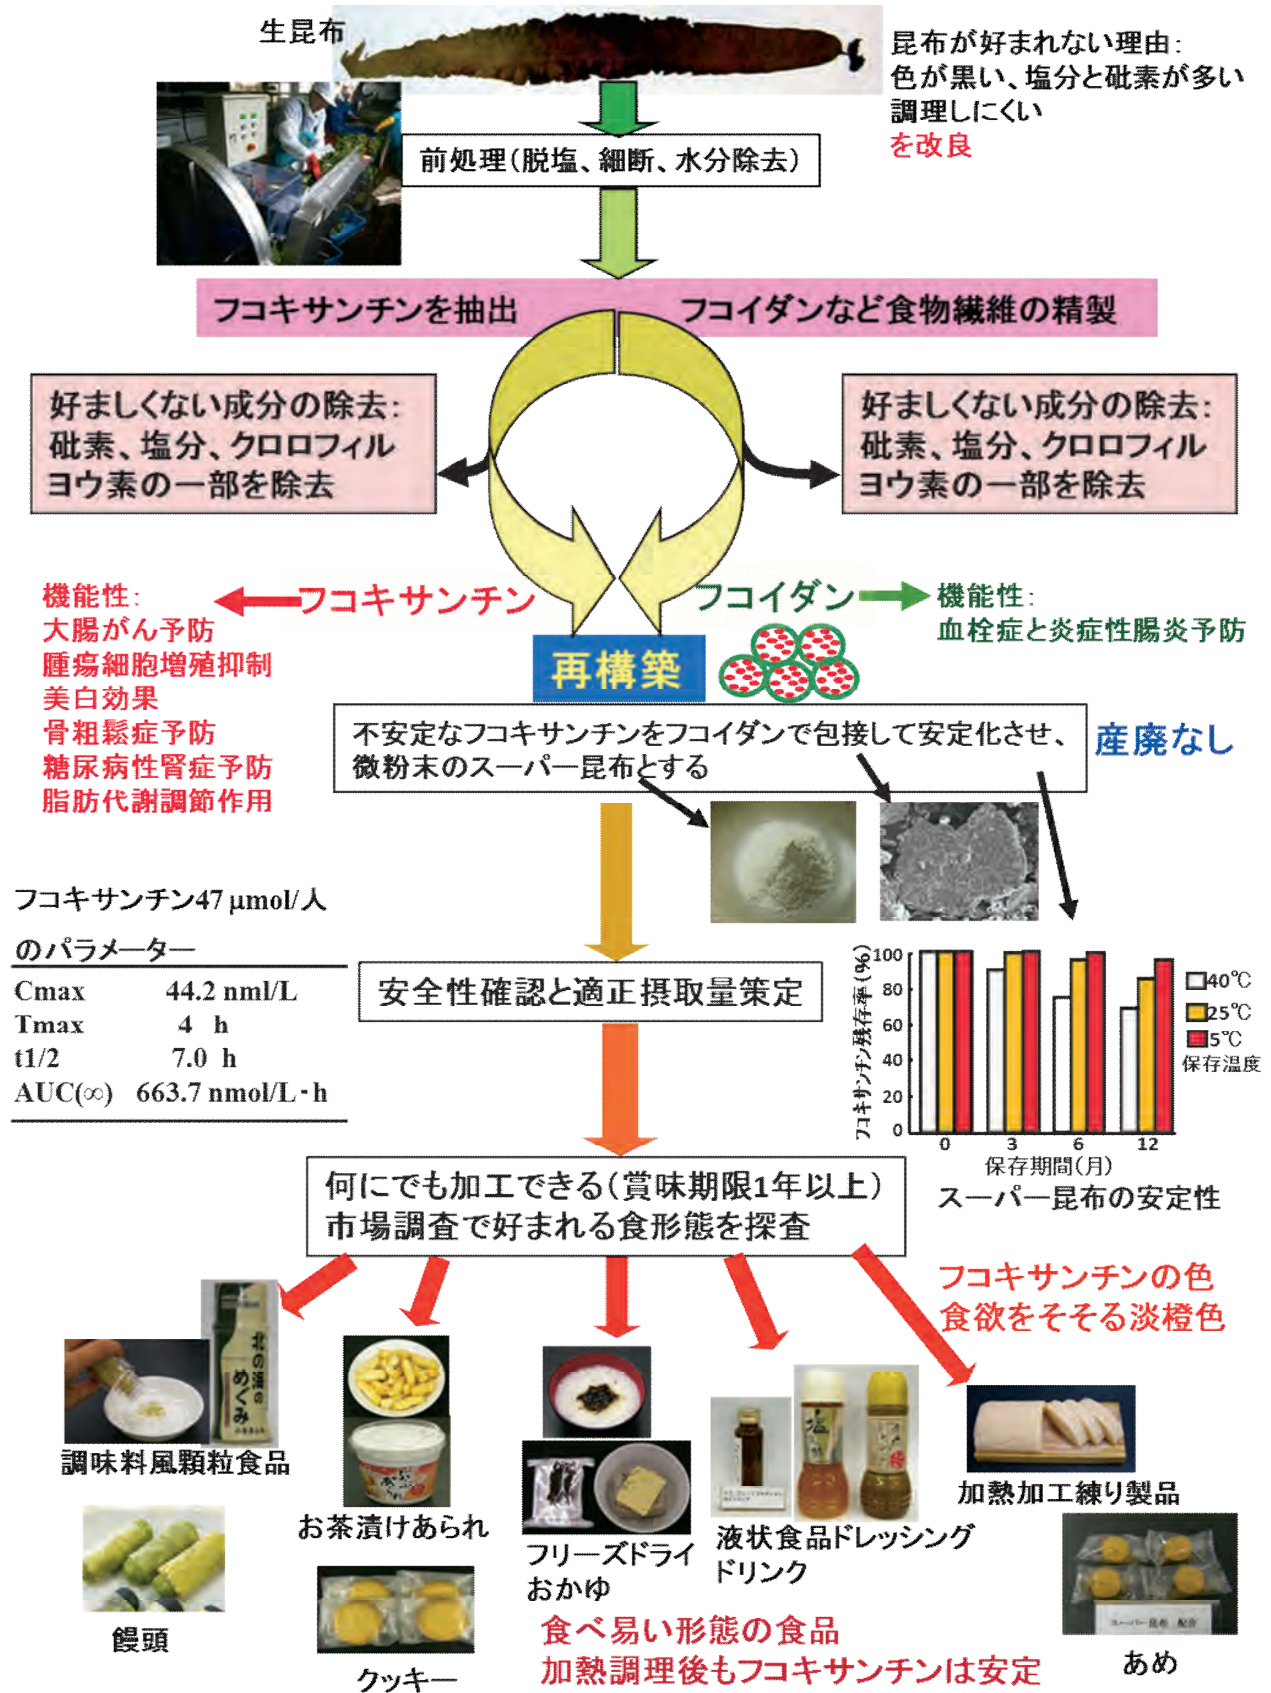 生昆布
昆布が好まれない理由：
色が黒い、塩分と砒素が多い
調理しにくい
を改良
前処理（脱塩、細断、水分除去）
フコキサンチンを抽出
フコイダンなど食物繊維の精製
好ましくない成分の除去：
砒素、塩分、クロロフィル
ヨウ素の一部を除去
好ましくない成分の除去：
砒素、塩分、クロロフィル
ヨウ素の一部を除去
機能性：
大腸がん予防
腫瘍細胞増殖抑制
美白効果
骨粗鬆症予防
糖尿病性腎症予防
脂肪代謝調節作用
フコキサンチン
フコイダン
機能性：
血栓症と炎症性腸炎予防
再構築
不安定なフコキサンチンをフコイダンで包接して安定化させ、
微粉末のスーパー昆布とする
産廃なし
フコキサンチン47 μmol/人
のパラメーター
Cmax 44.2 nml/L
Tmax 4 h
t1/2 7.0 h
AUC(∞) 663.7 nmol/L・h
安全性確認と適正摂取量策定
フコキサンチン残存率（%）
100
80
60
40
20
0
0 3 6 12
保存期間（月）
40℃
25℃
5℃
保存温度
スーパー昆布の安定性
何にでも加工できる（賞味期限1年以上）
市場調査で好まれる食形態を探査
フコキサンチンの色
食欲をそそる淡橙色
北の海の
めぐみ
調味料風顆粒食品
お茶漬けあられ
フリーズドライ
おかゆ
液状食品ドレッシング
ドリンク
加熱加工練り製品
饅頭
クッキー
スーパー昆布 配合
あめ
食べ易い形態の食品
加熱調理後もフコキサンチンは安定